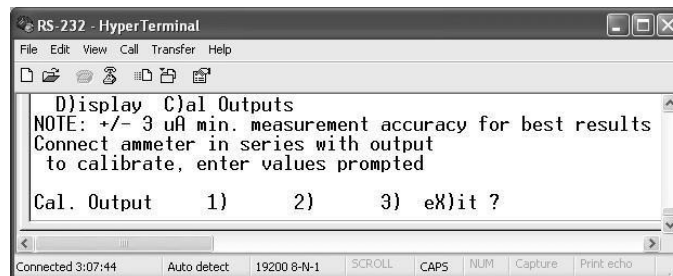 RS-232 - HyperTerminal
File Edit View Call Transfer Help
D)isplay C)al Outputs
NOTE: +/- 3 uA min. measurement accuracy for best results
Connect ammeter in series with output
to calibrate, enter values prompted
Cal. Output 1) 2) 3) eX)it ?
Connected 3:07:44 Auto detect 19200 8-N-1 SCROLL CAPS NUM Capture Print echo